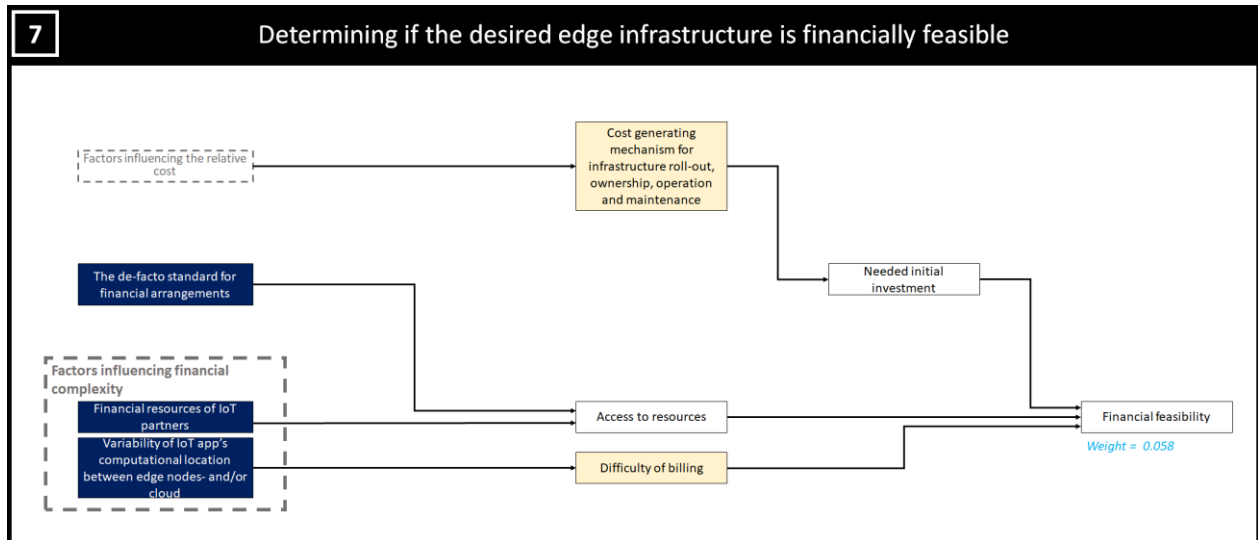 7
Determining if the desired edge infrastructure is financially feasible
Factors influencing the relative
cost
Cost generating
mechanism for
infrastructure roll-out,
ownership, operation
and maintenance
The de-facto standard for
financial arrangements
Needed initial
investment
Factors influencing financial
complexity
Financial resources of IoT
partners
Access to resources
Financial feasibility
Weight = 0.058
Variability of IoT app's
computational location
between edge nodes- and/or
cloud
Difficulty of billing